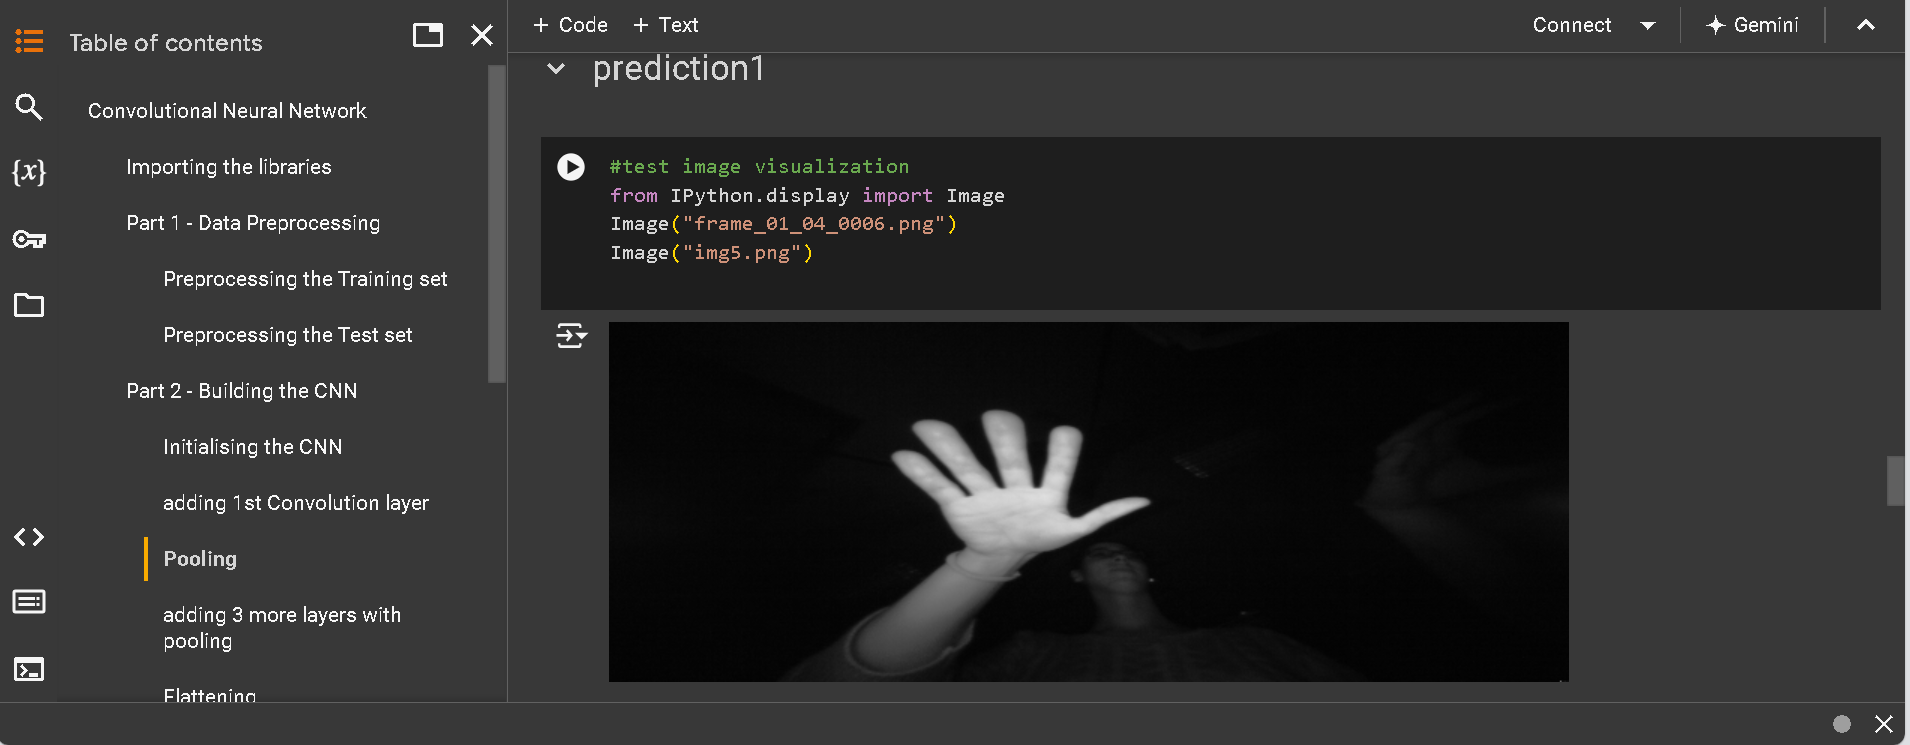 Table of contents
Convolutional Neural Network
Importing the libraries
Part 1 - Data Preprocessing
Preprocessing the Training set
Preprocessing the Test set
Part 2 - Building the CNN
Initialising the CNN
adding 1st Convolution layer
Pooling
adding 3 more layers with
pooling
Flattening
+ Code
+ Text
Connect
Gemini
prediction1
#test image visualization
from IPython.display import Image
Image("frame_01_04_0006.png")
Image("img5.png")
{x}